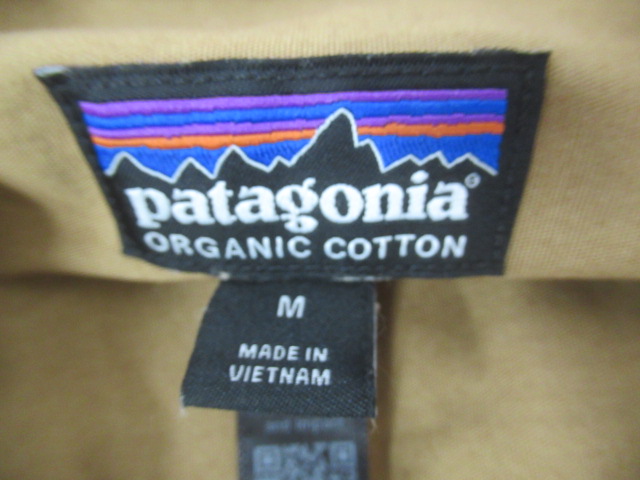 patagonia®
ORGANIC COTTON
M
MADE IN
VIETNAM